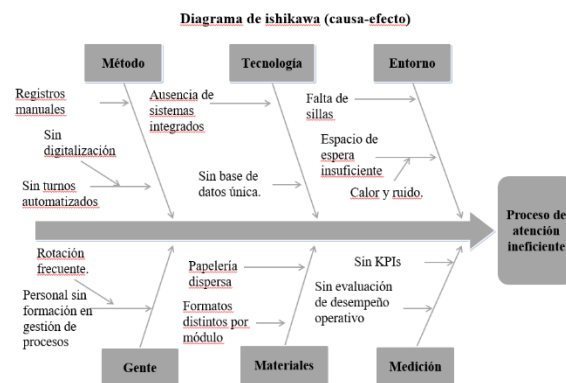 Diagrama de ishikawa (causa-efecto)
Método
Tecnología
Entorno
Registros
manuales
Sin
digitalización
Sin turnos
automatizados
Ausencia de
sistemas
integrados
Sin base de
datos única.
Falta de
sillas
Espacio de
espera
insuficiente
Calor y ruido.
Proceso de
atención
ineficiente
Rotación
frecuente.
Personal sin
formación en
gestión de
procesos
Papelería
dispersa
Formatos
distintos por
módulo
Sin KPIs
Sin evaluación
de desempeño
operativo
Gente
Materiales
Medición